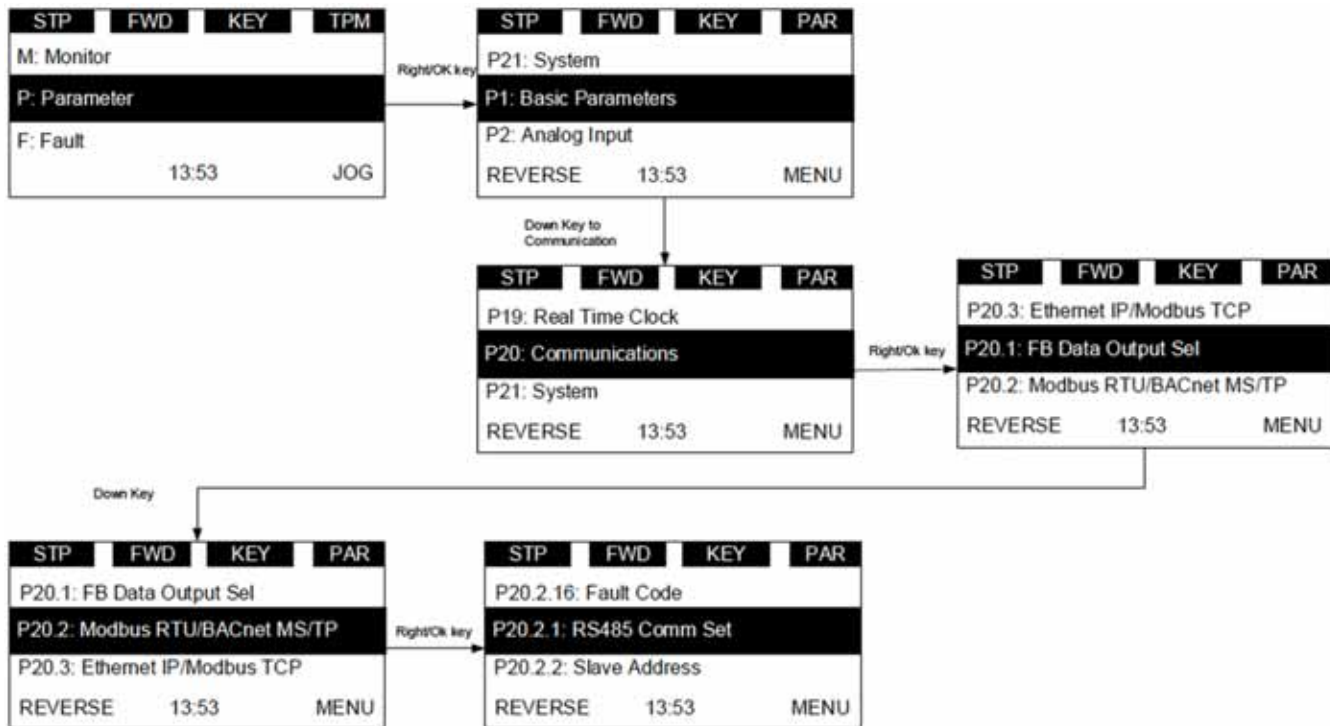 STP FWD KEY TPM
M: Monitor
P: Parameter
F: Fault
13:53 JOG
Right/OK key
STP FWD KEY PAR
P21: System
P1: Basic Parameters
P2: Analog Input
REVERSE 13:53 MENU
Down Key to
Communication
STP FWD KEY PAR
P19: Real Time Clock
P20: Communications
P21: System
REVERSE 13:53 MENU
Right/Ok key
STP FWD KEY PAR
P20.3: Ethernet IP/Modbus TCP
P20.1: FB Data Output Sel
P20.2: Modbus RTU/BACnet MS/TP
REVERSE 13:53 MENU
Down Key
STP FWD KEY PAR
P20.1: FB Data Output Sel
P20.2: Modbus RTU/BACnet MS/TP
P20.3: Ethernet IP/Modbus TCP
REVERSE 13:53 MENU
Right/Ok key
STP FWD KEY PAR
P20.2.16: Fault Code
P20.2.1: RS485 Comm Set
P20.2.2: Slave Address
REVERSE 13:53 MENU